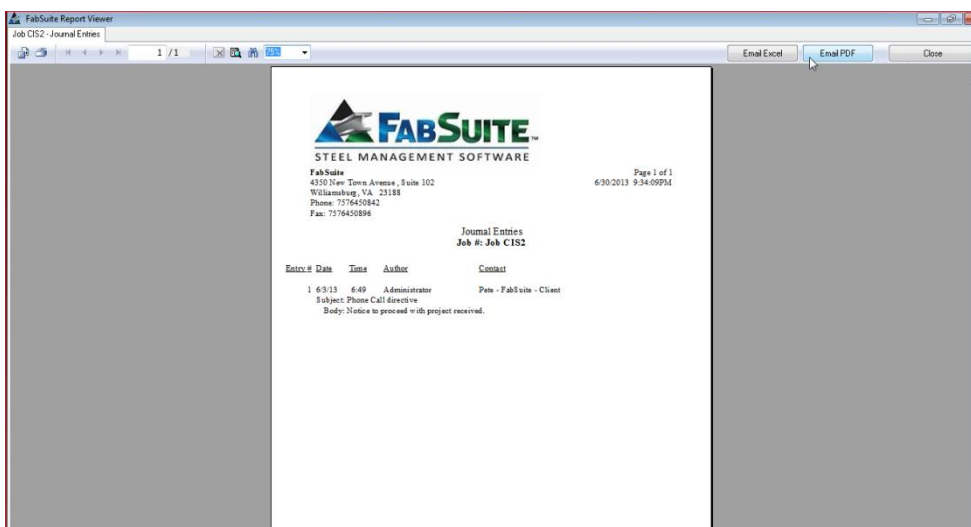 FabSuite Report Viewer
Job CIS2 - Journal Entries
1 /1
75%
Email Excel
Email PDF
Close
FABSUITE™
STEEL MANAGEMENT SOFTWARE
FabSuite
Page 1 of 1
4350 New Town Avenue , Suite 102
6/30/2013 9:34:09PM
Williamsburg, VA 23188
Phone: 7576450842
Fax: 7576450896
Journal Entries
Job #: Job CIS2
Entry # Date Time Author Contact
1 6/3/13 6:49 Administrator Pete - FabSuite - Client
Subject: Phone Call directive
Body: Notice to proceed with project received.